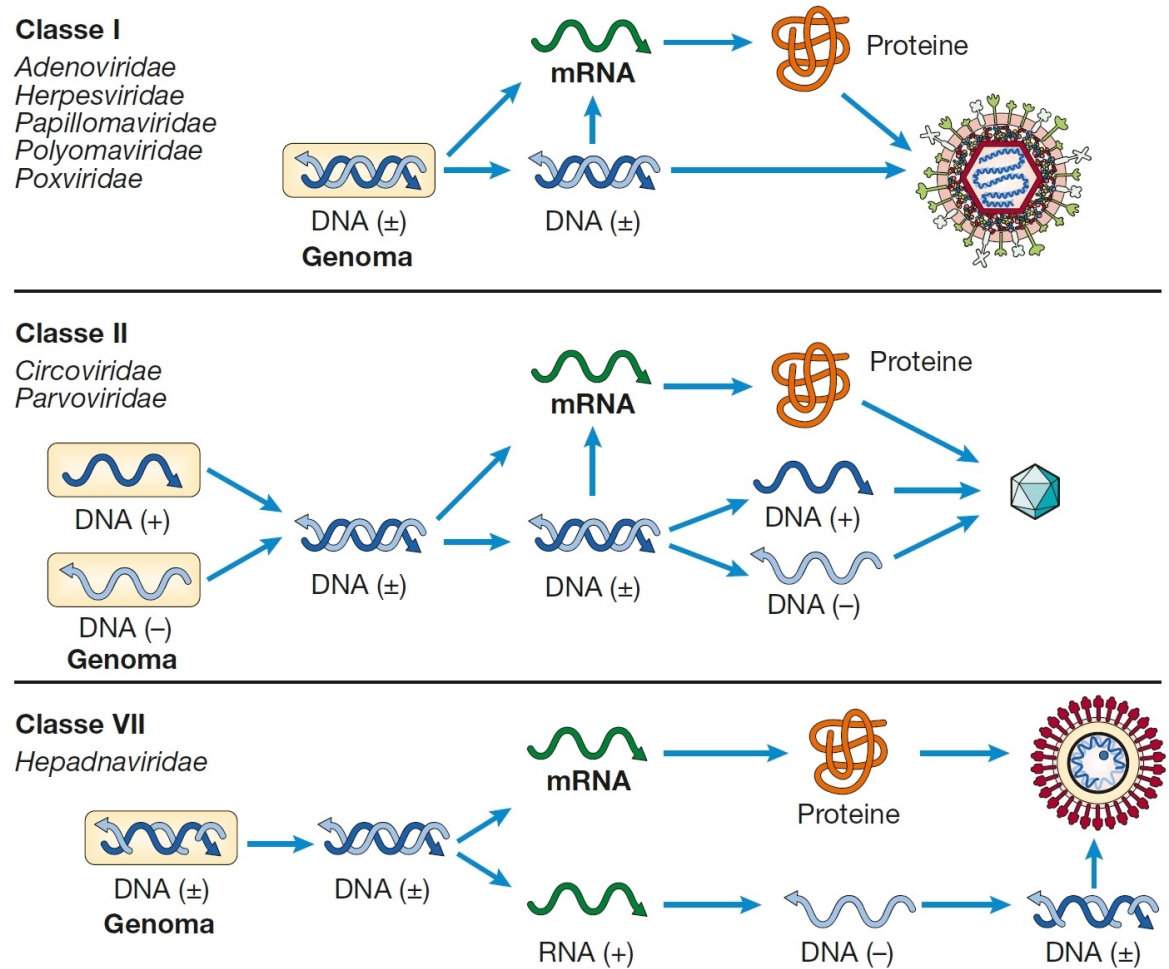 Classe I
Adenoviridae
Herpesviridae
Papillomaviridae
Polyomaviridae
Poxviridae
mRNA
Proteine
DNA (±)
Genoma
DNA (±)
Classe II
Circoviridae
Parvoviridae
mRNA
Proteine
DNA (+)
DNA (–)
Genoma
DNA (±)
DNA (±)
DNA (+)
DNA (–)
Classe VII
Hepadnaviridae
mRNA
Proteine
DNA (±)
Genoma
DNA (±)
RNA (+)
DNA (–)
DNA (±)